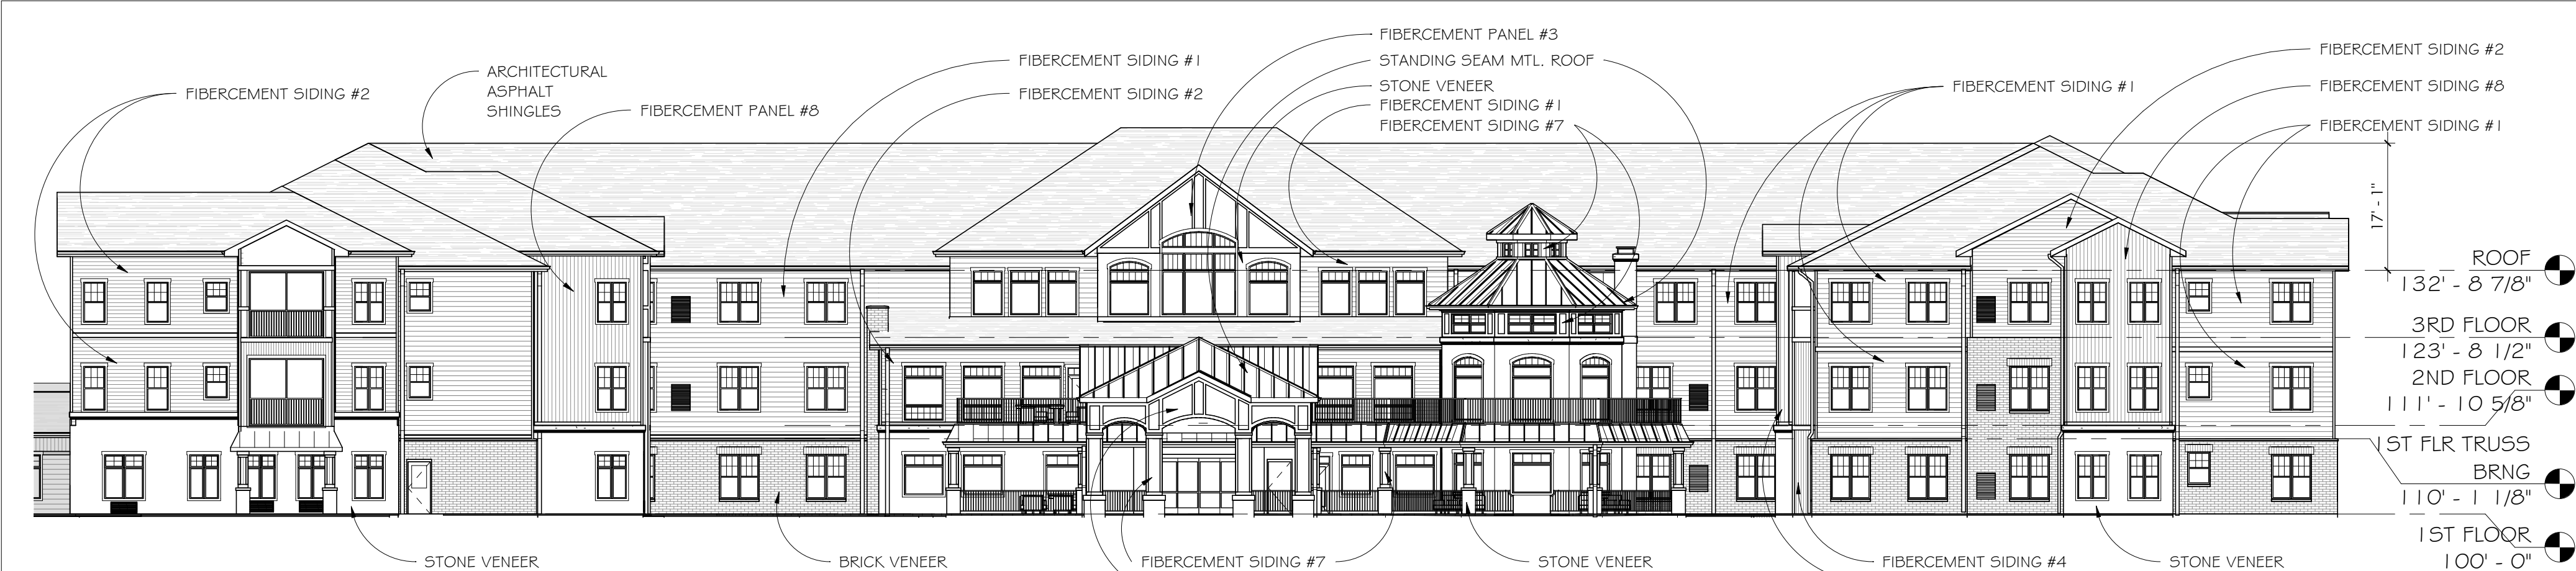 FIBERCEMENT PANEL #3
FIBERCEMENT SIDING #2
FIBERCEMENT SIDING #1
STANDING SEAM MTL. ROOF
ARCHITECTURAL
ASPHALT
SHINGLES
STONE VENEER
FIBERCEMENT SIDING #1
FIBERCEMENT SIDING #8
FIBERCEMENT SIDING #2
FIBERCEMENT SIDING #2
FIBERCEMENT SIDING #1
FIBERCEMENT PANEL #8
FIBERCEMENT SIDING #7
FIBERCEMENT SIDING #1
17' - 1"
ROOF
132' - 8 7/8"
3RD FLOOR
123' - 8 1/2"
2ND FLOOR
111' - 10 5/8"
1ST FLR TRUSS
BRNG
110' - 1 1/8"
1ST FLOOR
100' - 0"
STONE VENEER
BRICK VENEER
FIBERCEMENT SIDING #7
STONE VENEER
FIBERCEMENT SIDING #4
STONE VENEER